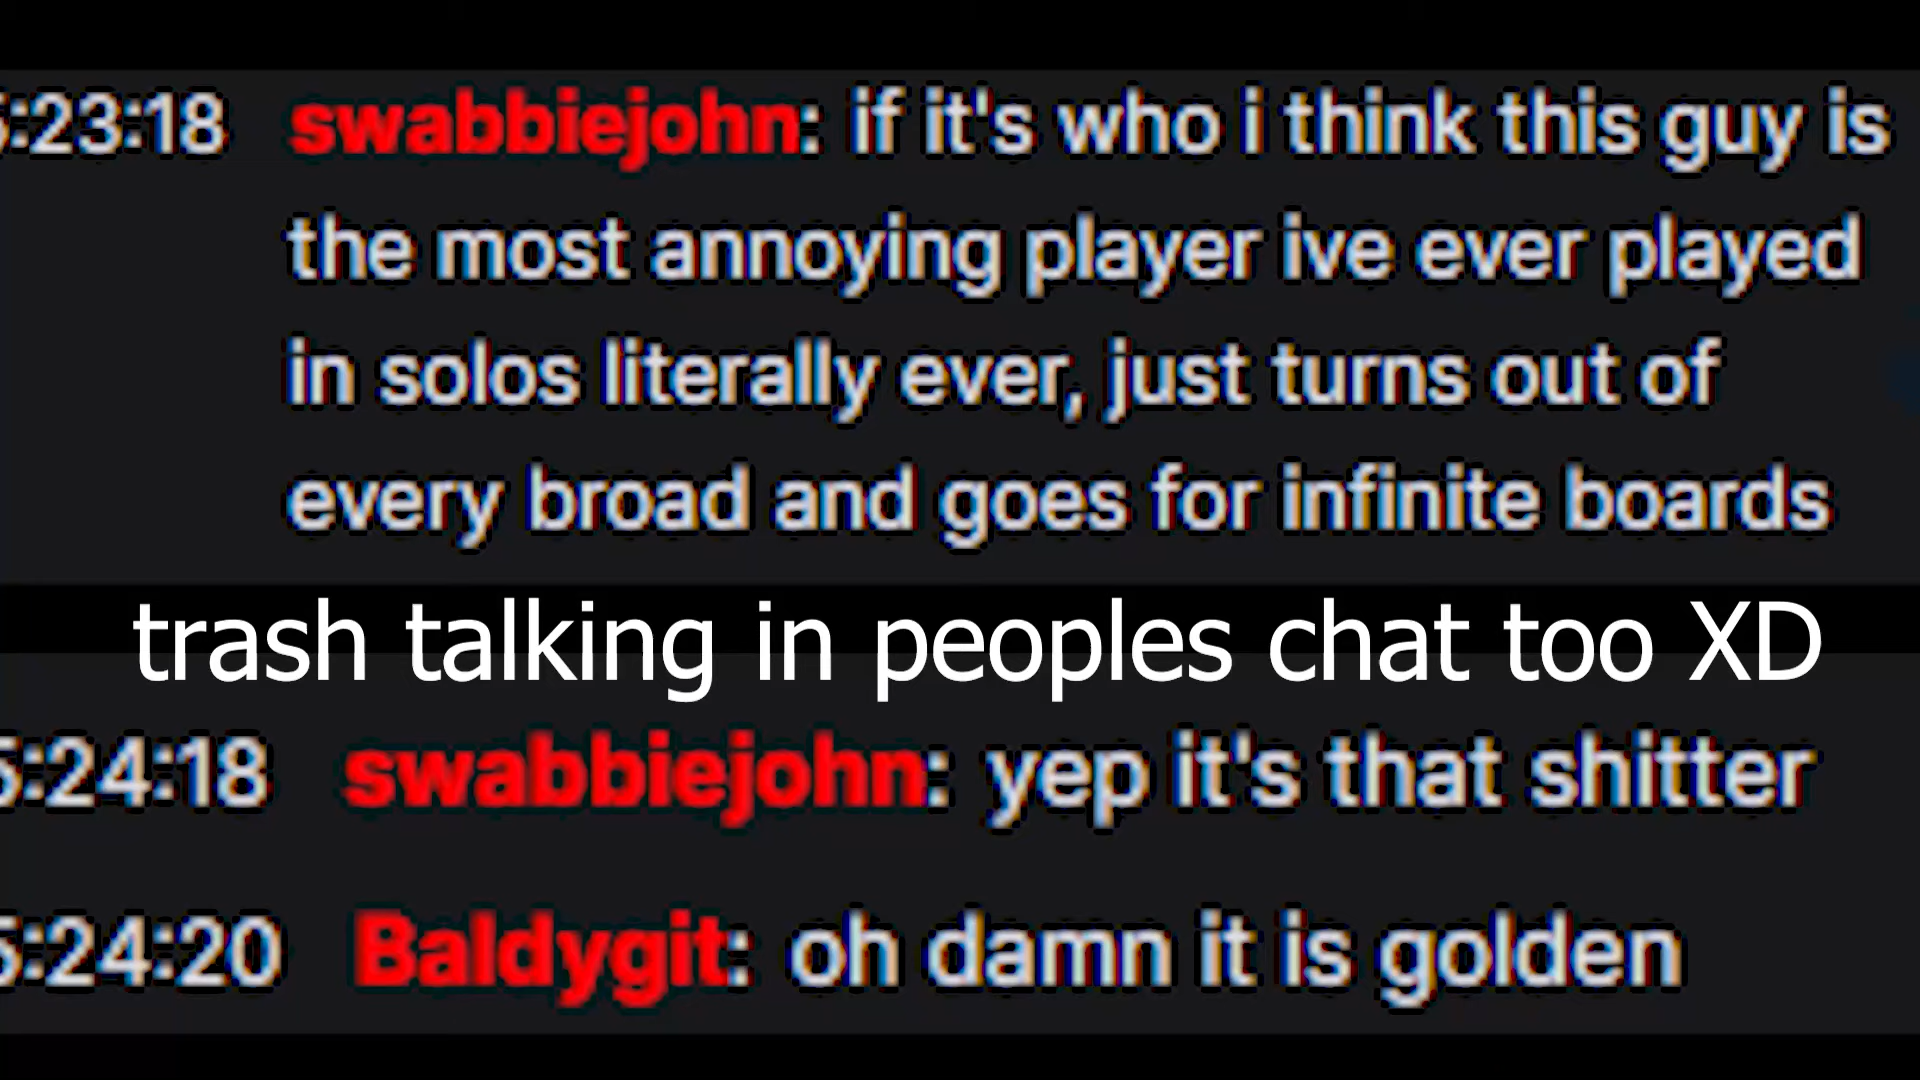 5:23:18 swabbiejohn: if it's who i think this guy is
the most annoying player ive ever played
in solos literally ever, just turns out of
every broad and goes for infinite boards
trash talking in peoples chat too XD
5:24:18 swabbiejohn: yep it's that shitter
5:24:20 Baldygit: oh damn it is golden